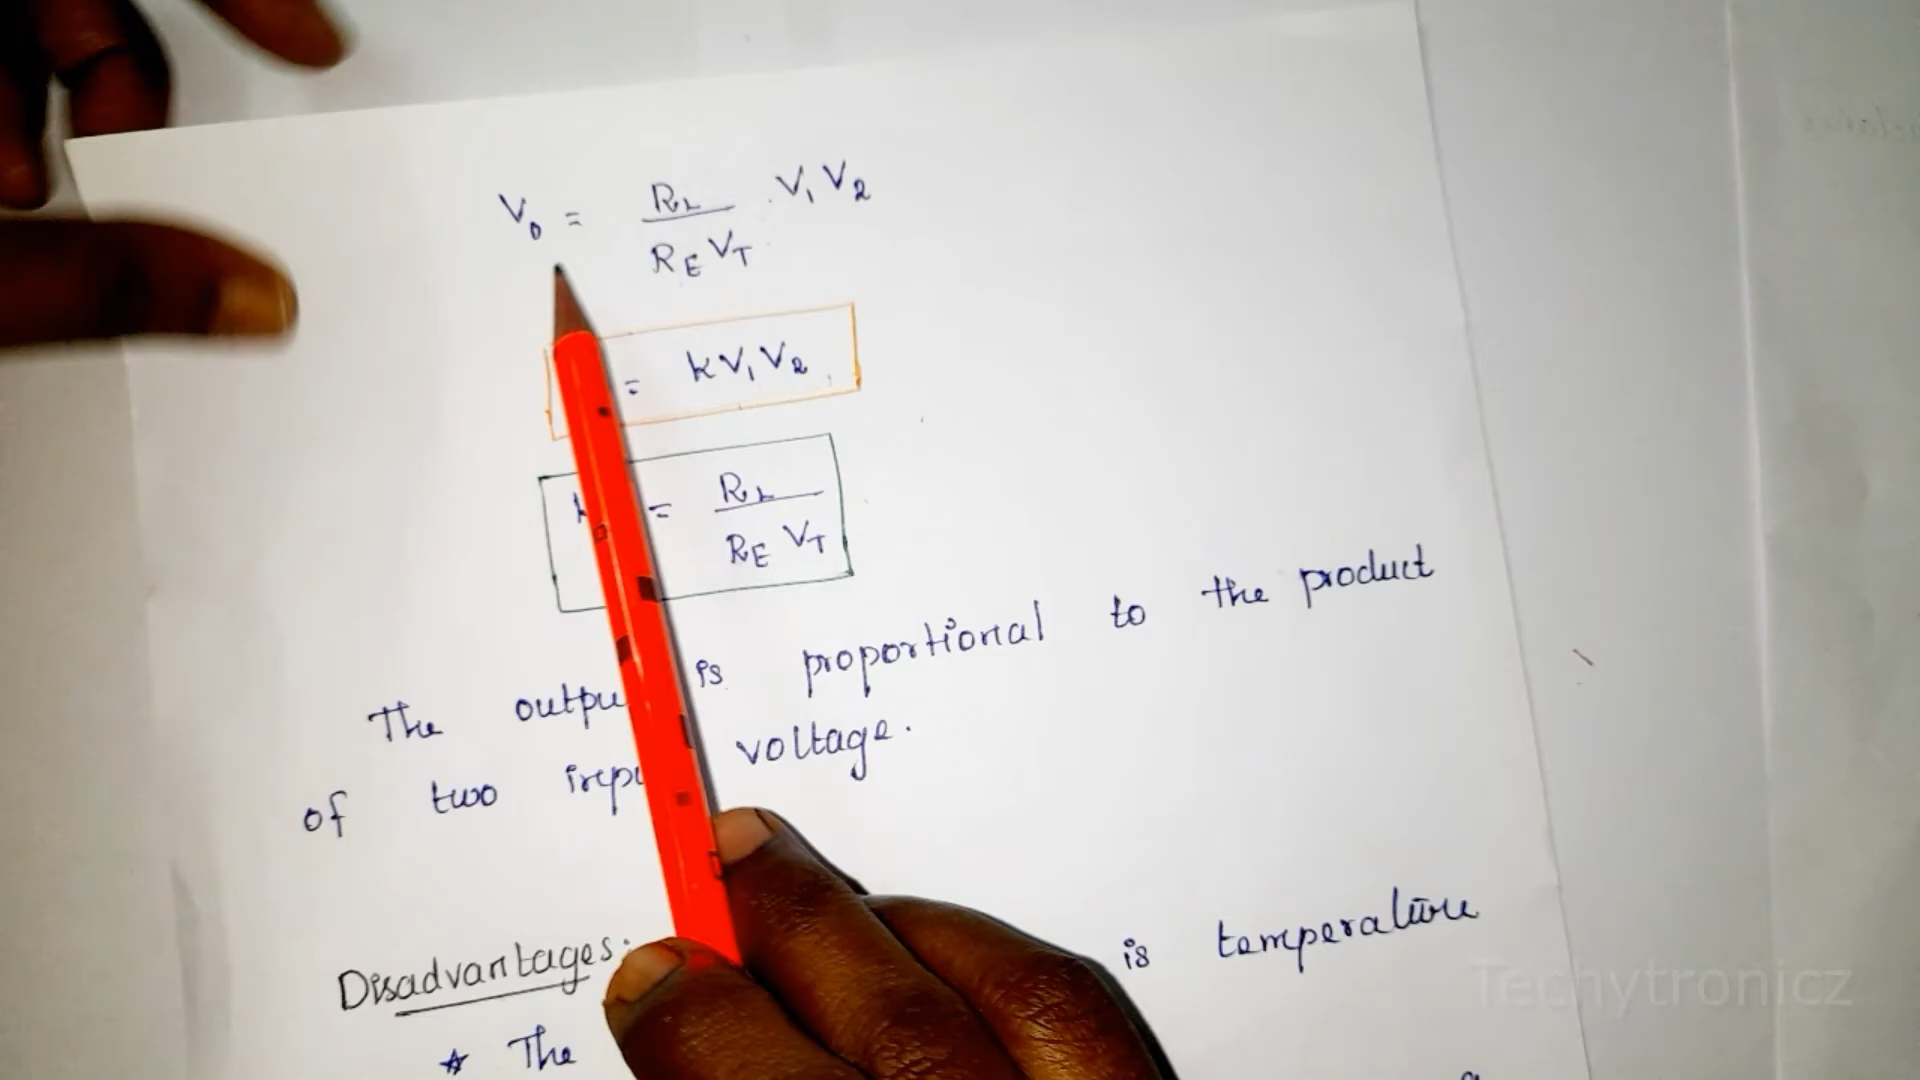 V0 = RL / RE VT . V1 V2
= kV1V2
= RL / RE VT
The is proportional to the product
of two voltage.
Disadvantages:
* The is temperature
Techytronicz